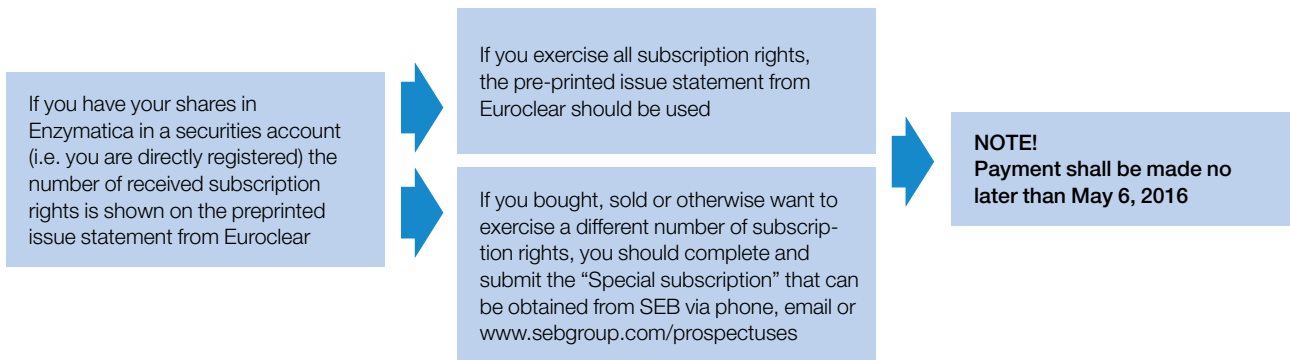 If you have your shares in
Enzymatica in a securities account
(i.e. you are directly registered) the
number of received subscription
rights is shown on the preprinted
issue statement from Euroclear
If you exercise all subscription rights,
the pre-printed issue statement from
Euroclear should be used
If you bought, sold or otherwise want to
exercise a different number of subscrip-
tion rights, you should complete and
submit the “Special subscription” that can
be obtained from SEB via phone, email or
www.sebgroup.com/prospectuses
NOTE!
Payment shall be made no
later than May 6, 2016